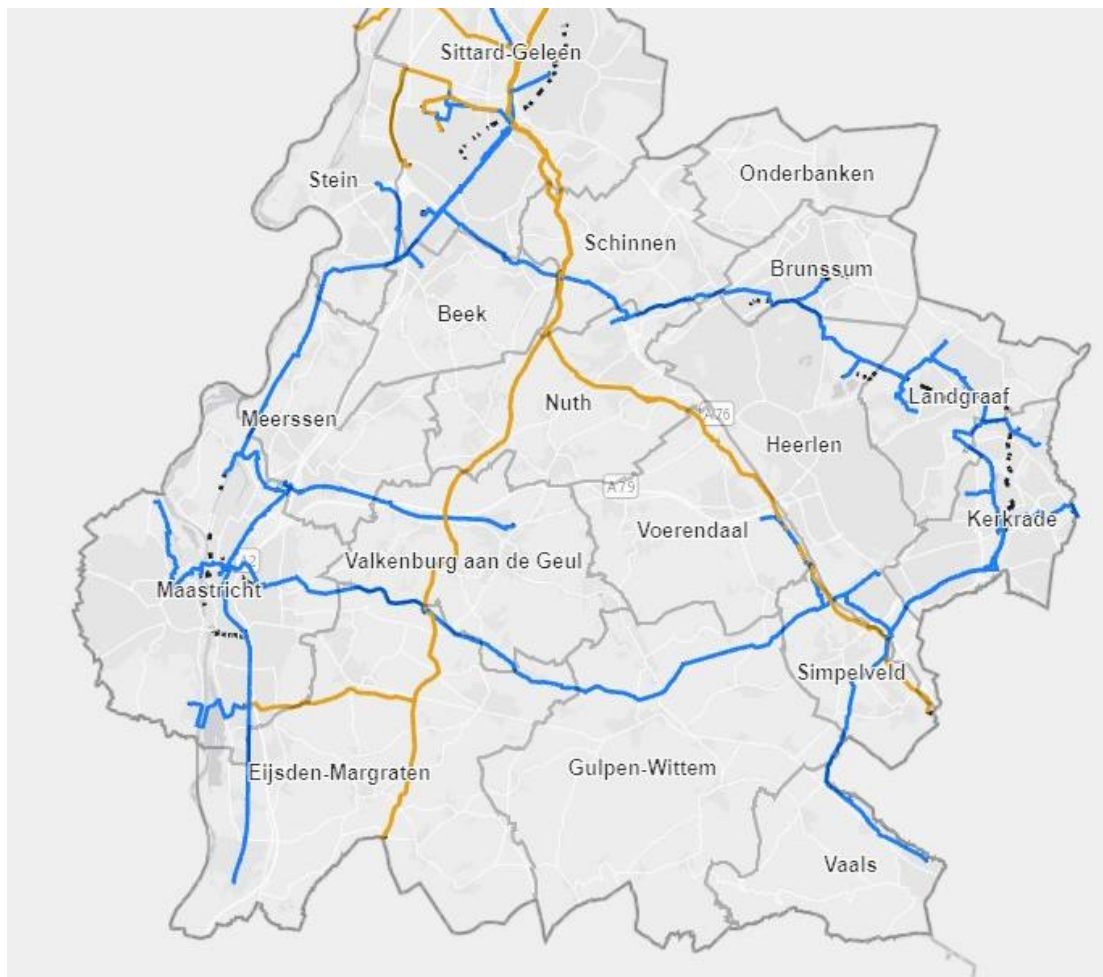 Sittard-Geleen
Onderbanken
Stein
Schinnen
Brunssum
Beek
Landgraaf
Nuth
A76
Meerssen
Heerlen
A79
Kerkrade
Voerendaal
A2
Valkenburg aan de Geul
Maastricht
Simpelveld
Gulpen-Wittem
Eijsden-Margraten
Vaals